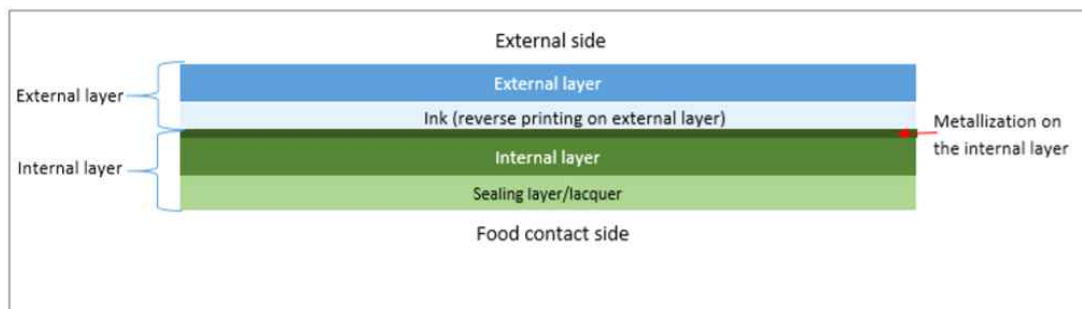 External side
External layer
External layer
Ink (reverse printing on external layer)
Metallization on
the internal layer
Internal layer
Internal layer
Sealing layer/lacquer
Food contact side